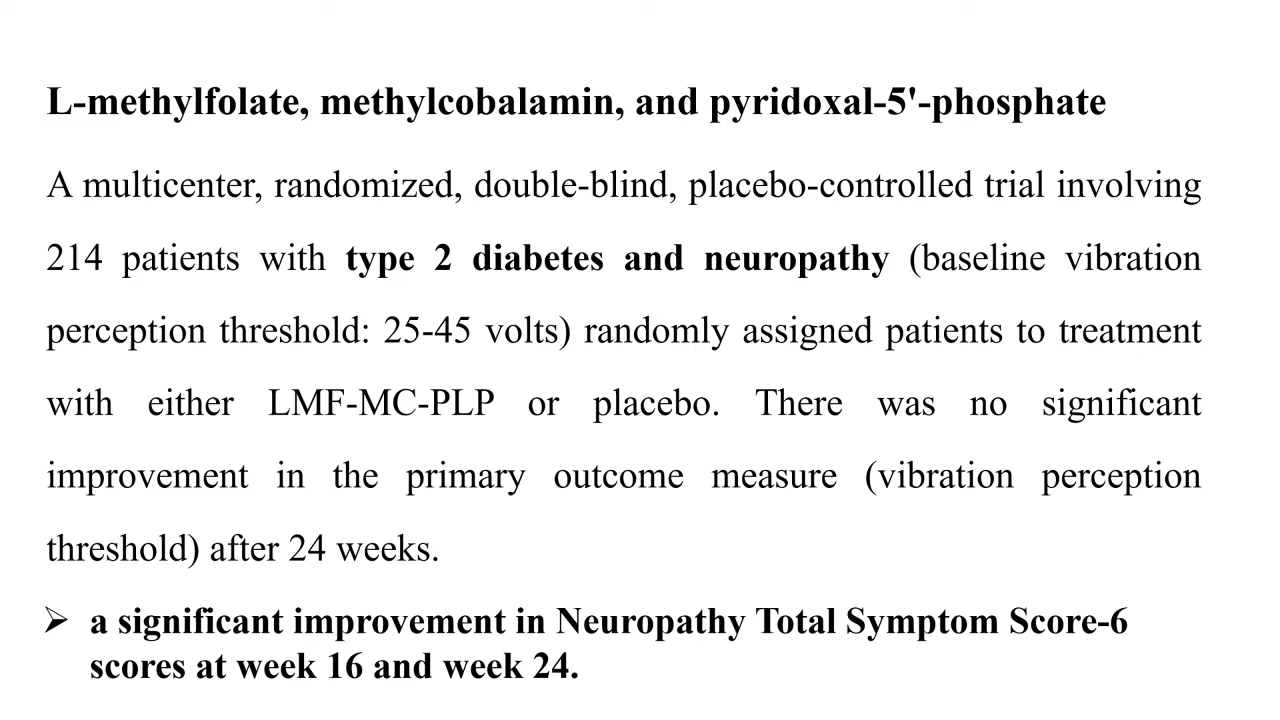 L-methylfolate, methylcobalamin, and pyridoxal-5'-phosphate
A multicenter, randomized, double-blind, placebo-controlled trial involving
214 patients with type 2 diabetes and neuropathy (baseline vibration
perception threshold: 25-45 volts) randomly assigned patients to treatment
with either LMF-MC-PLP or placebo. There was no significant
improvement in the primary outcome measure (vibration perception
threshold) after 24 weeks.
➢ a significant improvement in Neuropathy Total Symptom Score-6
scores at week 16 and week 24.